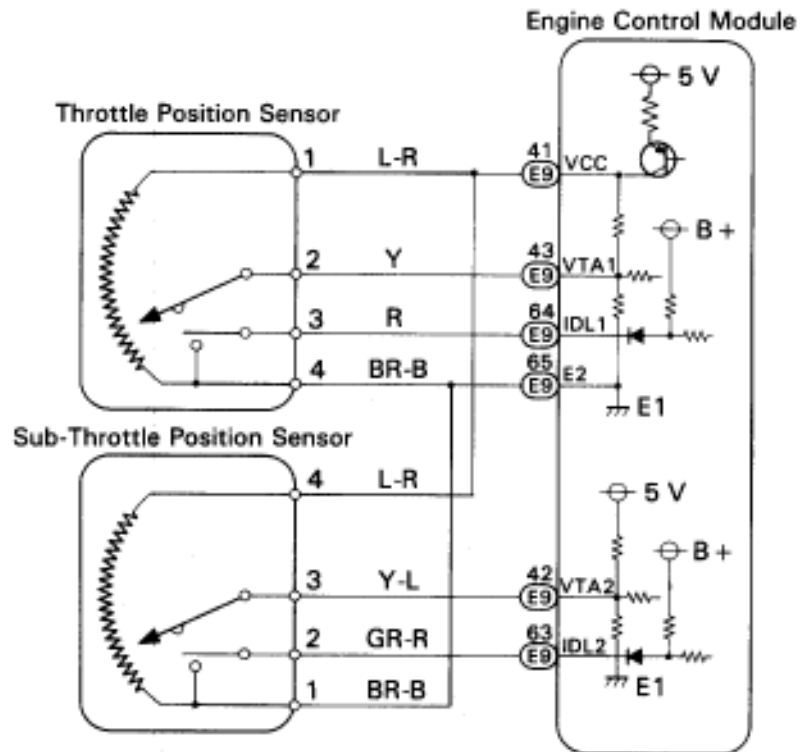 Engine Control Module
5 V
Throttle Position Sensor
1 L-R 41 E9 VCC
B +
2 Y 43 E9 VTA1
3 R 64 E9 IDL1
4 BR-B 65 E9 E2
E1
Sub-Throttle Position Sensor
4 L-R
5 V
B +
3 Y-L 42 E9 VTA2
2 GR-R 63 E9 IDL2
1 BR-B
E1